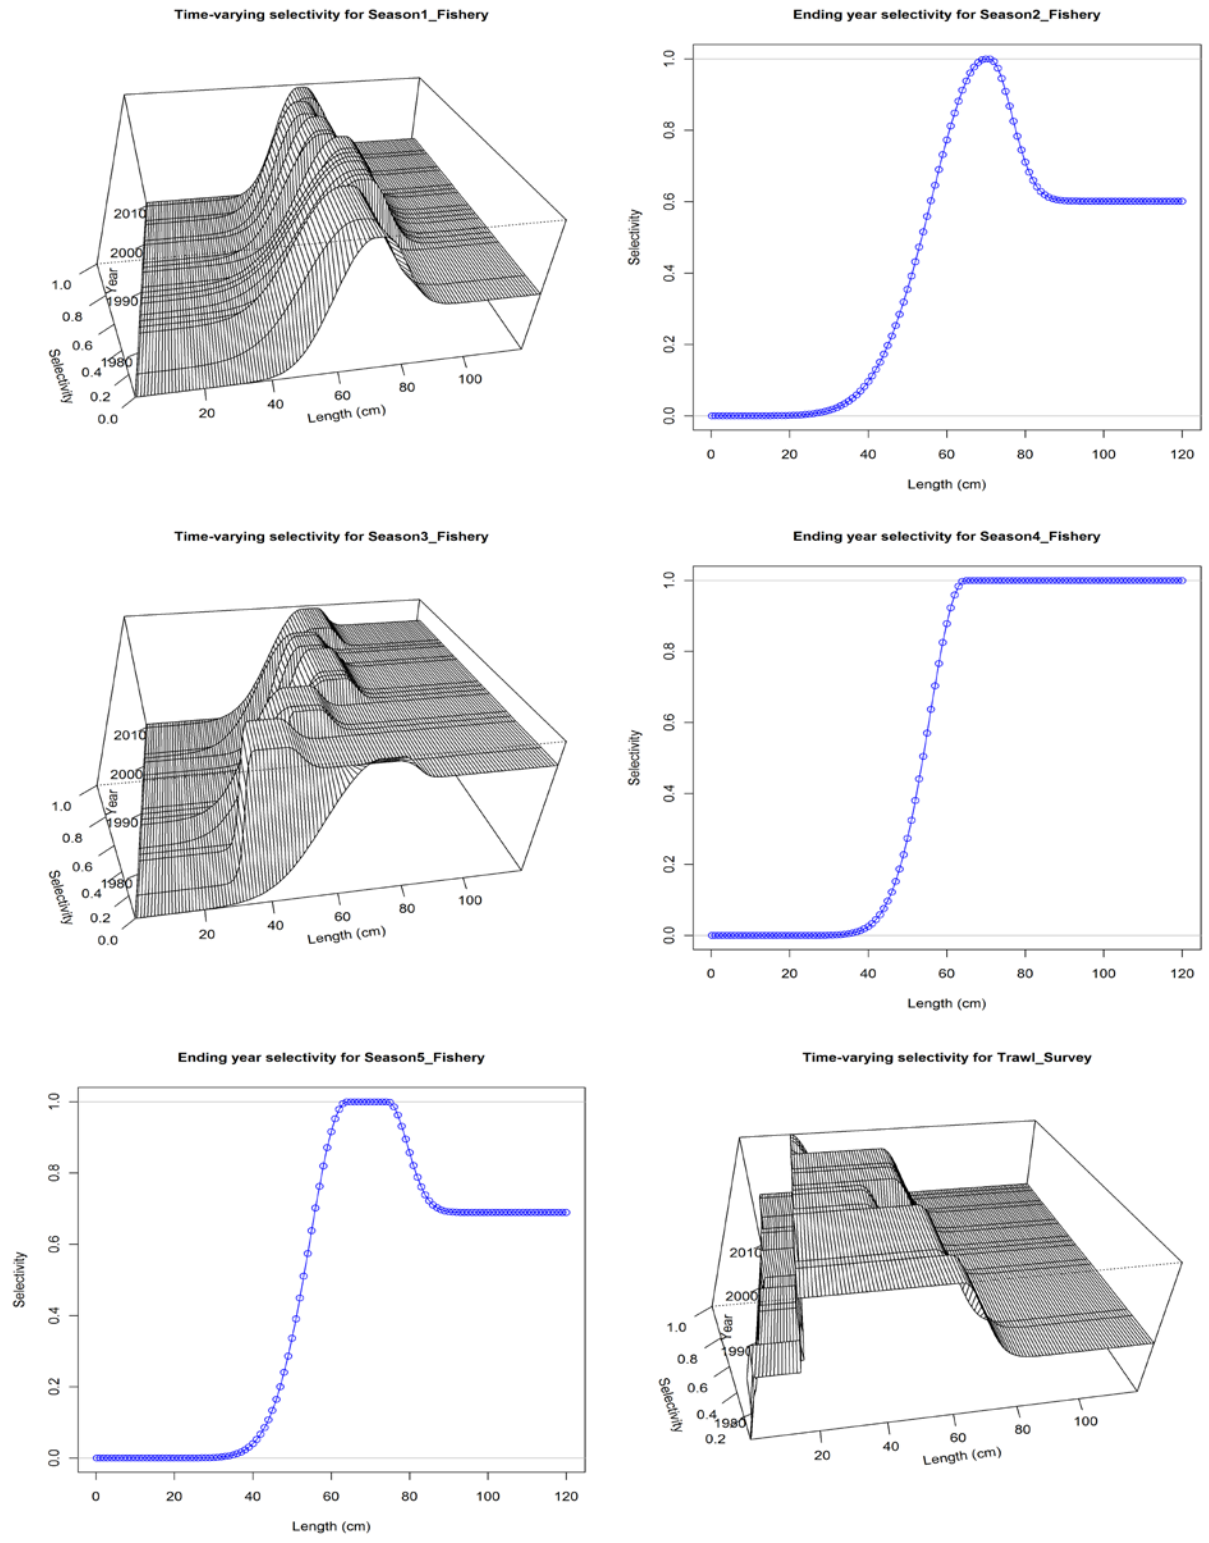 Time-varying selectivity for Season1_Fishery
2010
2000
1990
1980
Year
1.0
0.8
0.6
0.4
0.2
0.0
Selectivity
20
40
60
80
100
Length (cm)
Ending year selectivity for Season2_Fishery
1.0
0.8
0.6
0.4
0.2
0.0
Selectivity
0 20 40 60 80 100 120
Length (cm)
Time-varying selectivity for Season3_Fishery
2010
2000
1990
1980
Year
1.0
0.8
0.6
0.4
0.2
0.0
Selectivity
20
40
60
80
100
Length (cm)
Ending year selectivity for Season4_Fishery
1.0
0.8
0.6
0.4
0.2
0.0
Selectivity
0 20 40 60 80 100 120
Length (cm)
Ending year selectivity for Season5_Fishery
1.0
0.8
0.6
0.4
0.2
0.0
Selectivity
0 20 40 60 80 100 120
Length (cm)
Time-varying selectivity for Trawl_Survey
2010
2000
1990
1980
Year
1.0
0.8
0.6
0.4
0.2
Selectivity
20
40
60
80
100
Length (cm)